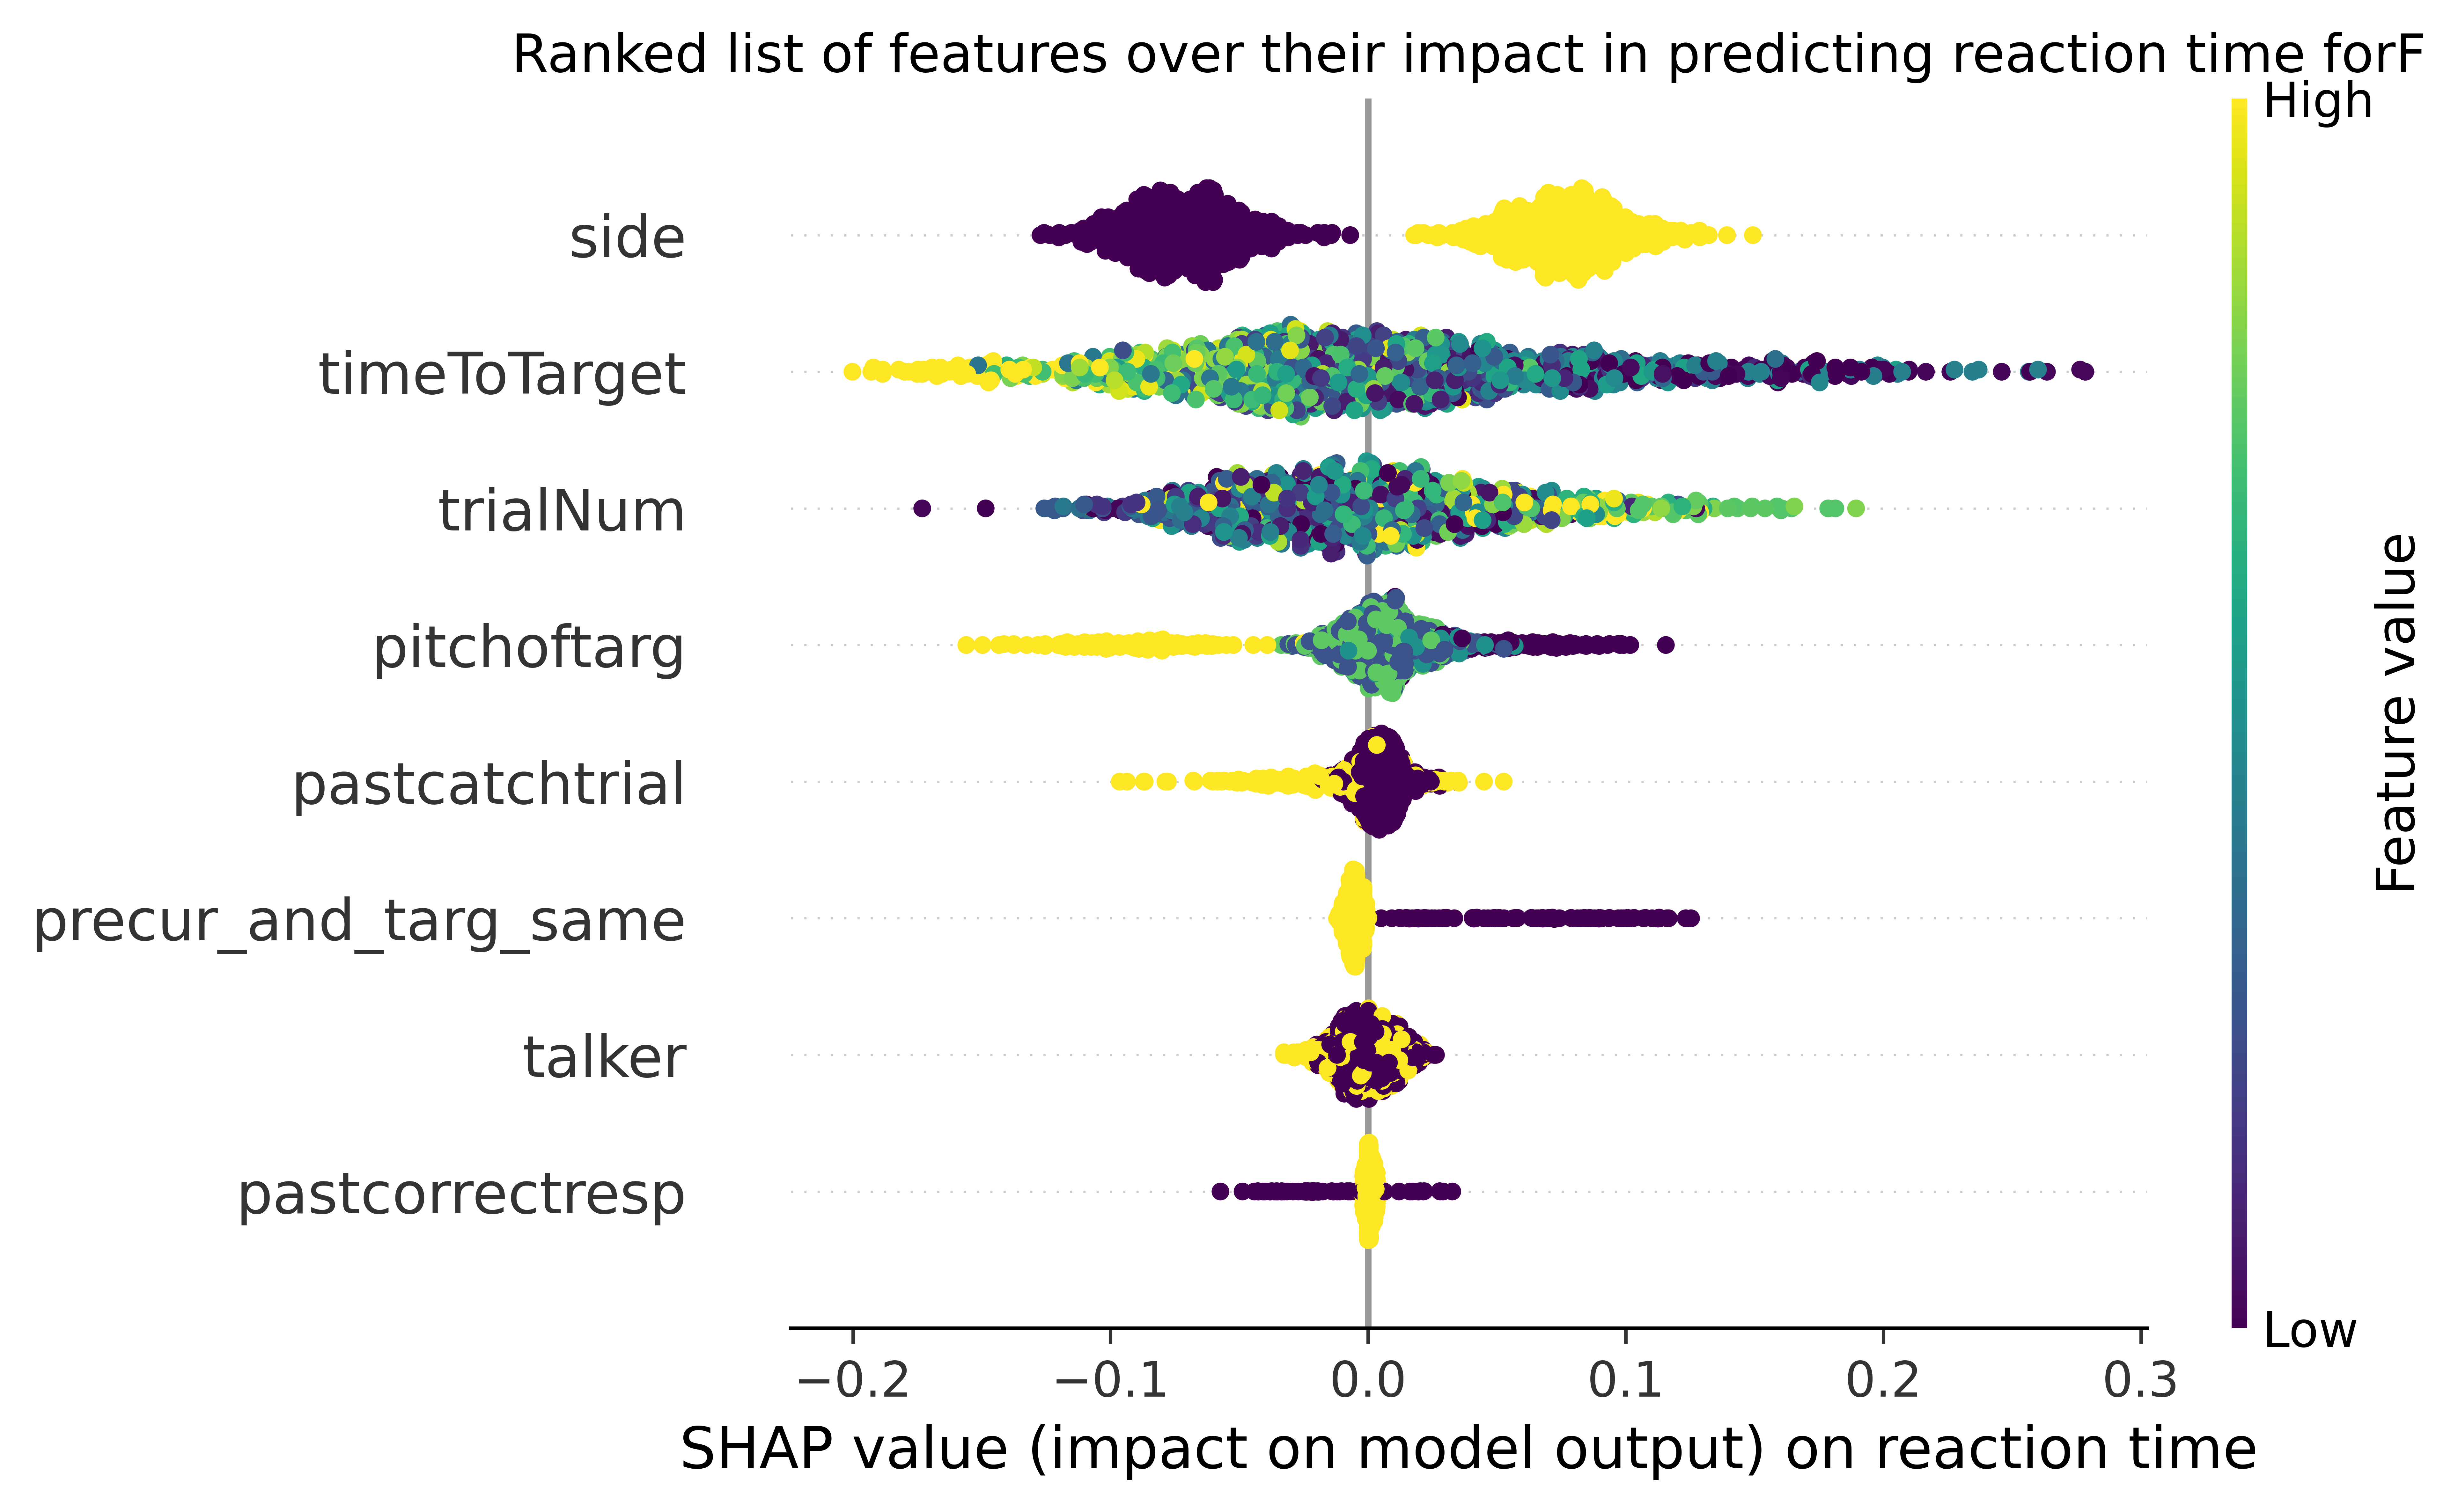 Ranked list of features over their impact in predicting reaction time forF
High
side
timeToTarget
trialNum
pitchoftarg
pastcatchtrial
precur_and_targ_same
talker
pastcorrectresp
Feature value
Low
−0.2 −0.1 0.0 0.1 0.2 0.3
SHAP value (impact on model output) on reaction time